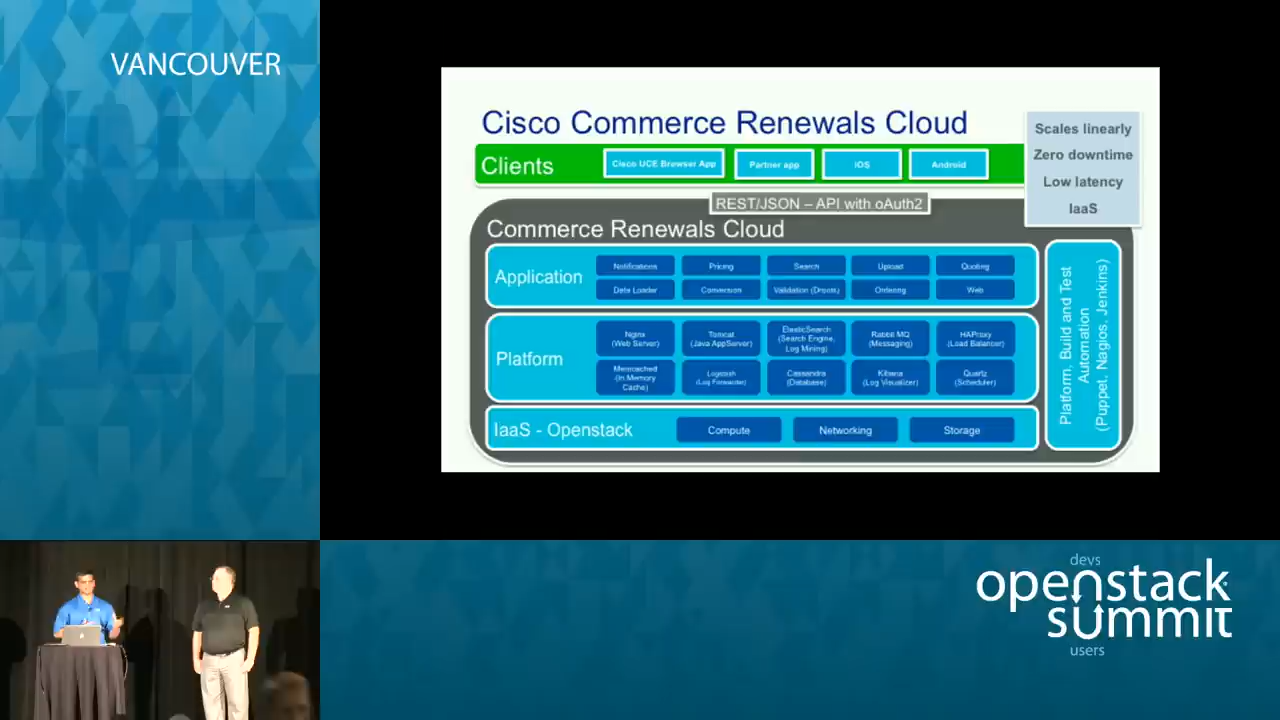 VANCOUVER
Cisco Commerce Renewals Cloud
Scales linearly
Zero downtime
Low latency
IaaS
Clients
Cisco UCE Browser App
Partner app
iOS
Android
REST/JSON – API with oAuth2
Commerce Renewals Cloud
Application
Notifications
Pricing
Search
Upload
Quoting
Data Loader
Conversion
Validation (Drools)
Ordering
Web
Platform
Nginx
(Web Server)
Tomcat
(Java AppServer)
ElasticSearch
(Search Engine,
Log Mining)
Rabbit MQ
(Messaging)
HAProxy
(Load Balancer)
Memcached
(In Memory
Cache)
Logstash
(Log Forwarder)
Cassandra
(Database)
Kibana
(Log Visualizer)
Quartz
(Scheduler)
IaaS - Openstack
Compute
Networking
Storage
Platform, Build and Test
Automation
(Puppet, Nagios, Jenkins)
devs
openstack
summit
users